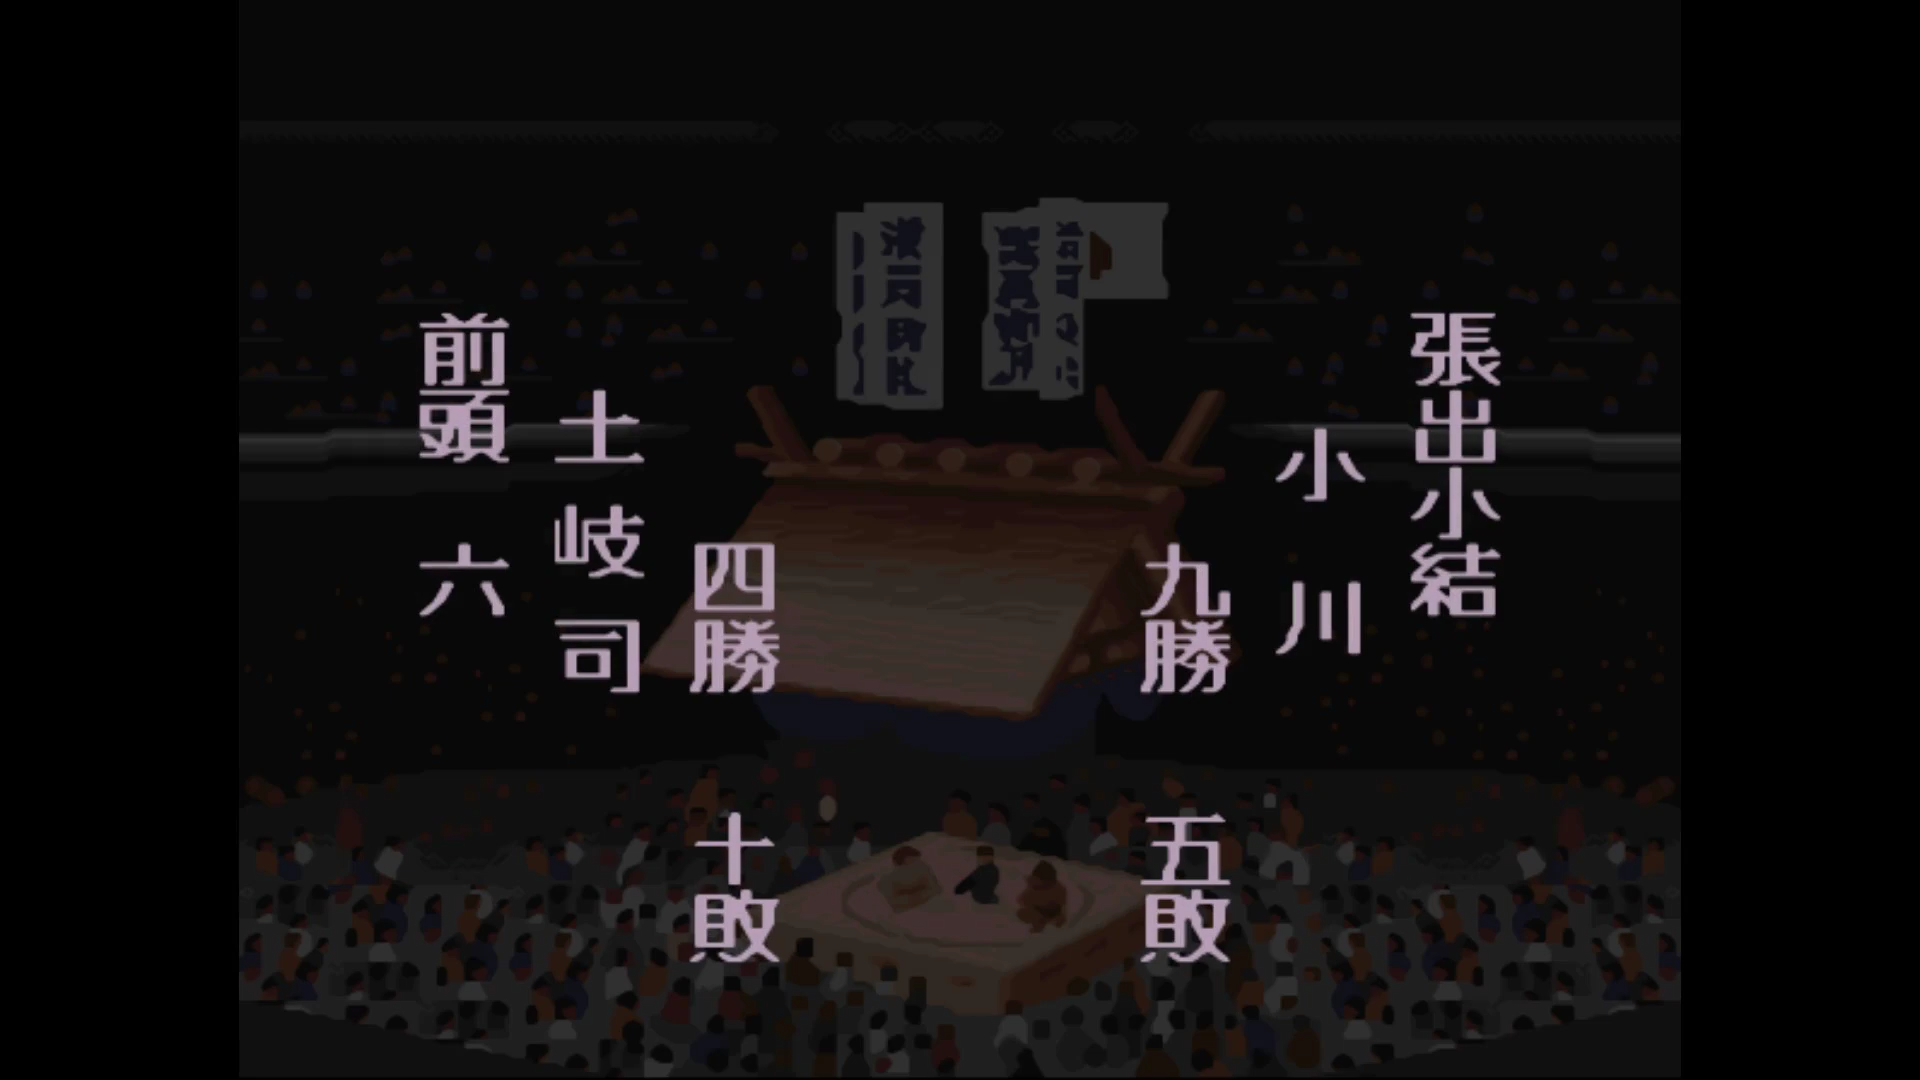 張出小結
小川
九勝
五敗
四勝
十敗
土岐司
前頭 六